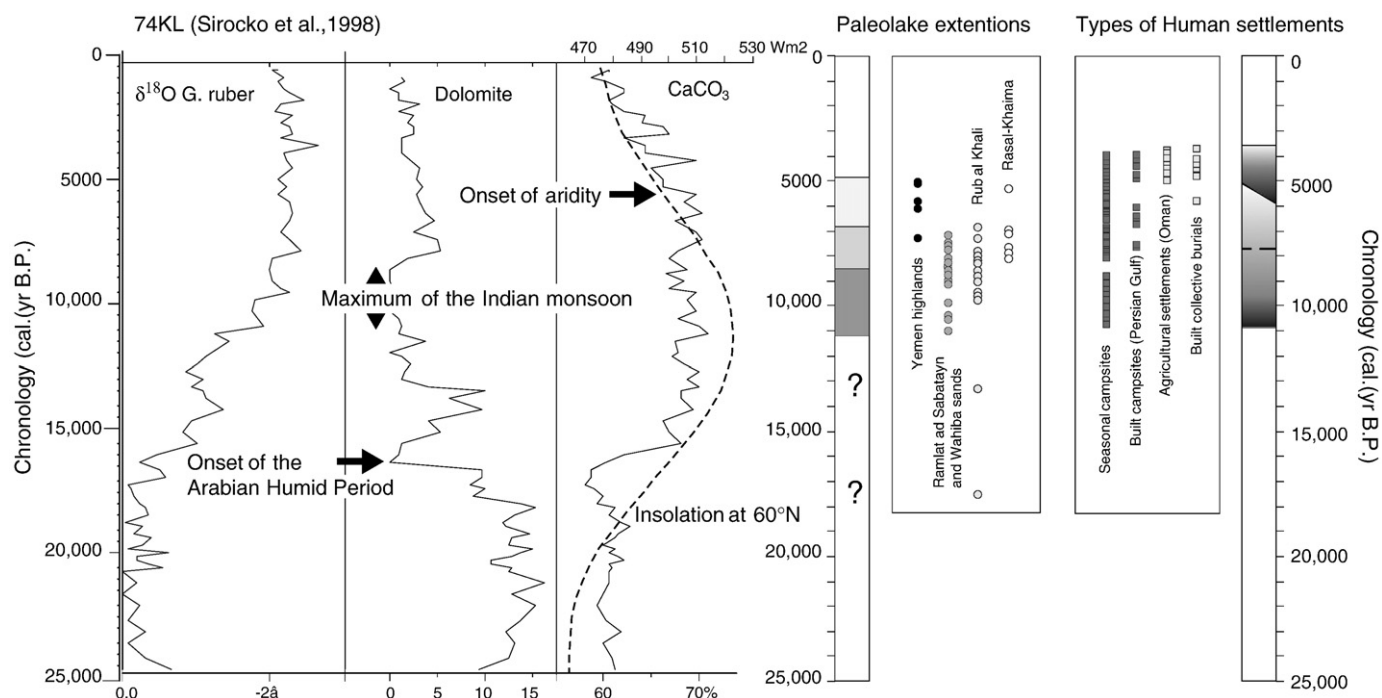 74KL (Sirocko et al.,1998)
Paleolake extentions
Types of Human settlements
470 490 510 530 Wm2
δ18O G. ruber
Dolomite
CaCO3
0
5000
10,000
15,000
20,000
25,000
Chronology (cal.(yr B.P.)
Onset of aridity
Maximum of the Indian monsoon
Onset of the
Arabian Humid Period
Insolation at 60°N
0.0 -2â 0 5 10 15 60 70%
0
5000
10,000
15,000
20,000
25,000
?
?
Yemen highlands
Ramlat ad Sabatayn
and Wahiba sands
Rub al Khali
Rasal-Khaima
Seasonal campsites
Built campsites (Persian Gulf)
Agricultural settlements (Oman)
Built collective burials
0
5000
10,000
15,000
20,000
25,000
Chronology (cal.(yr B.P.)